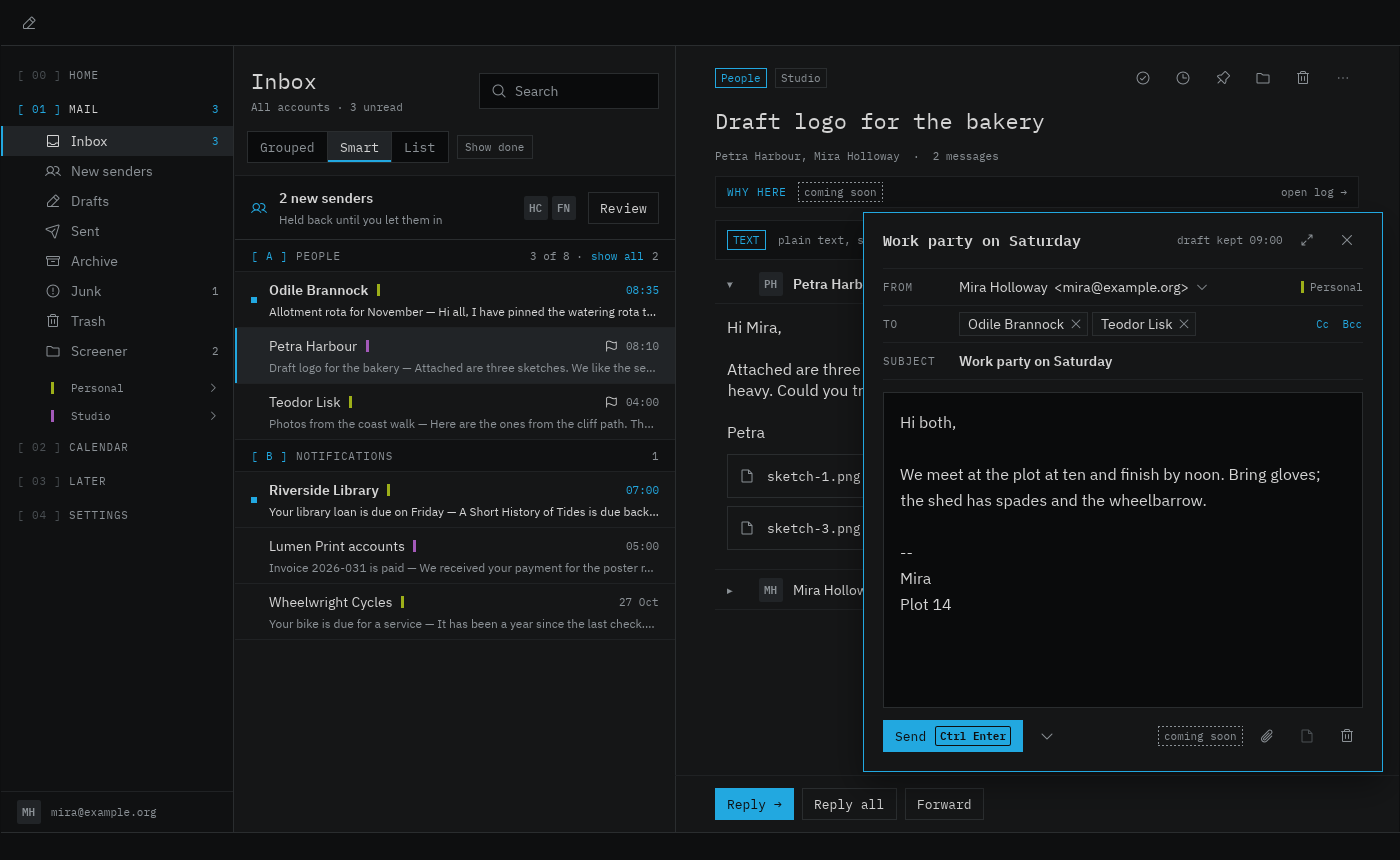 [ 00 ] HOME
[ 01 ] MAIL 3
Inbox 3
New senders
Drafts
Sent
Archive
Junk 1
Trash
Screener 2
Personal
Studio
[ 02 ] CALENDAR
[ 03 ] LATER
[ 04 ] SETTINGS
MH mira@example.org
Inbox
All accounts · 3 unread
Search
Grouped Smart List Show done
2 new senders
Held back until you let them in
HC FN Review
[ A ] PEOPLE 3 of 8 · show all 2
Odile Brannock 08:35
Allotment rota for November — Hi all, I have pinned the watering rota t...
Petra Harbour 08:10
Draft logo for the bakery — Attached are three sketches. We like the se...
Teodor Lisk 04:00
Photos from the coast walk — Here are the ones from the cliff path. Th...
[ B ] NOTIFICATIONS 1
Riverside Library 07:00
Your library loan is due on Friday — A Short History of Tides is due back...
Lumen Print accounts 05:00
Invoice 2026-031 is paid — We received your payment for the poster r...
Wheelwright Cycles 27 Oct
Your bike is due for a service — It has been a year since the last check....
People Studio
Draft logo for the bakery
Petra Harbour, Mira Holloway · 2 messages
WHY HERE coming soon open log →
TEXT plain text, s
PH Petra Harb
Hi Mira,
Attached are three
heavy. Could you tr
Petra
sketch-1.png
sketch-3.png
MH Mira Hollow
Reply → Reply all Forward
Work party on Saturday draft kept 09:00
FROM Mira Holloway <mira@example.org> Personal
TO Odile Brannock Teodor Lisk Cc Bcc
SUBJECT Work party on Saturday
Hi both,
We meet at the plot at ten and finish by noon. Bring gloves;
the shed has spades and the wheelbarrow.
--
Mira
Plot 14
Send Ctrl Enter coming soon